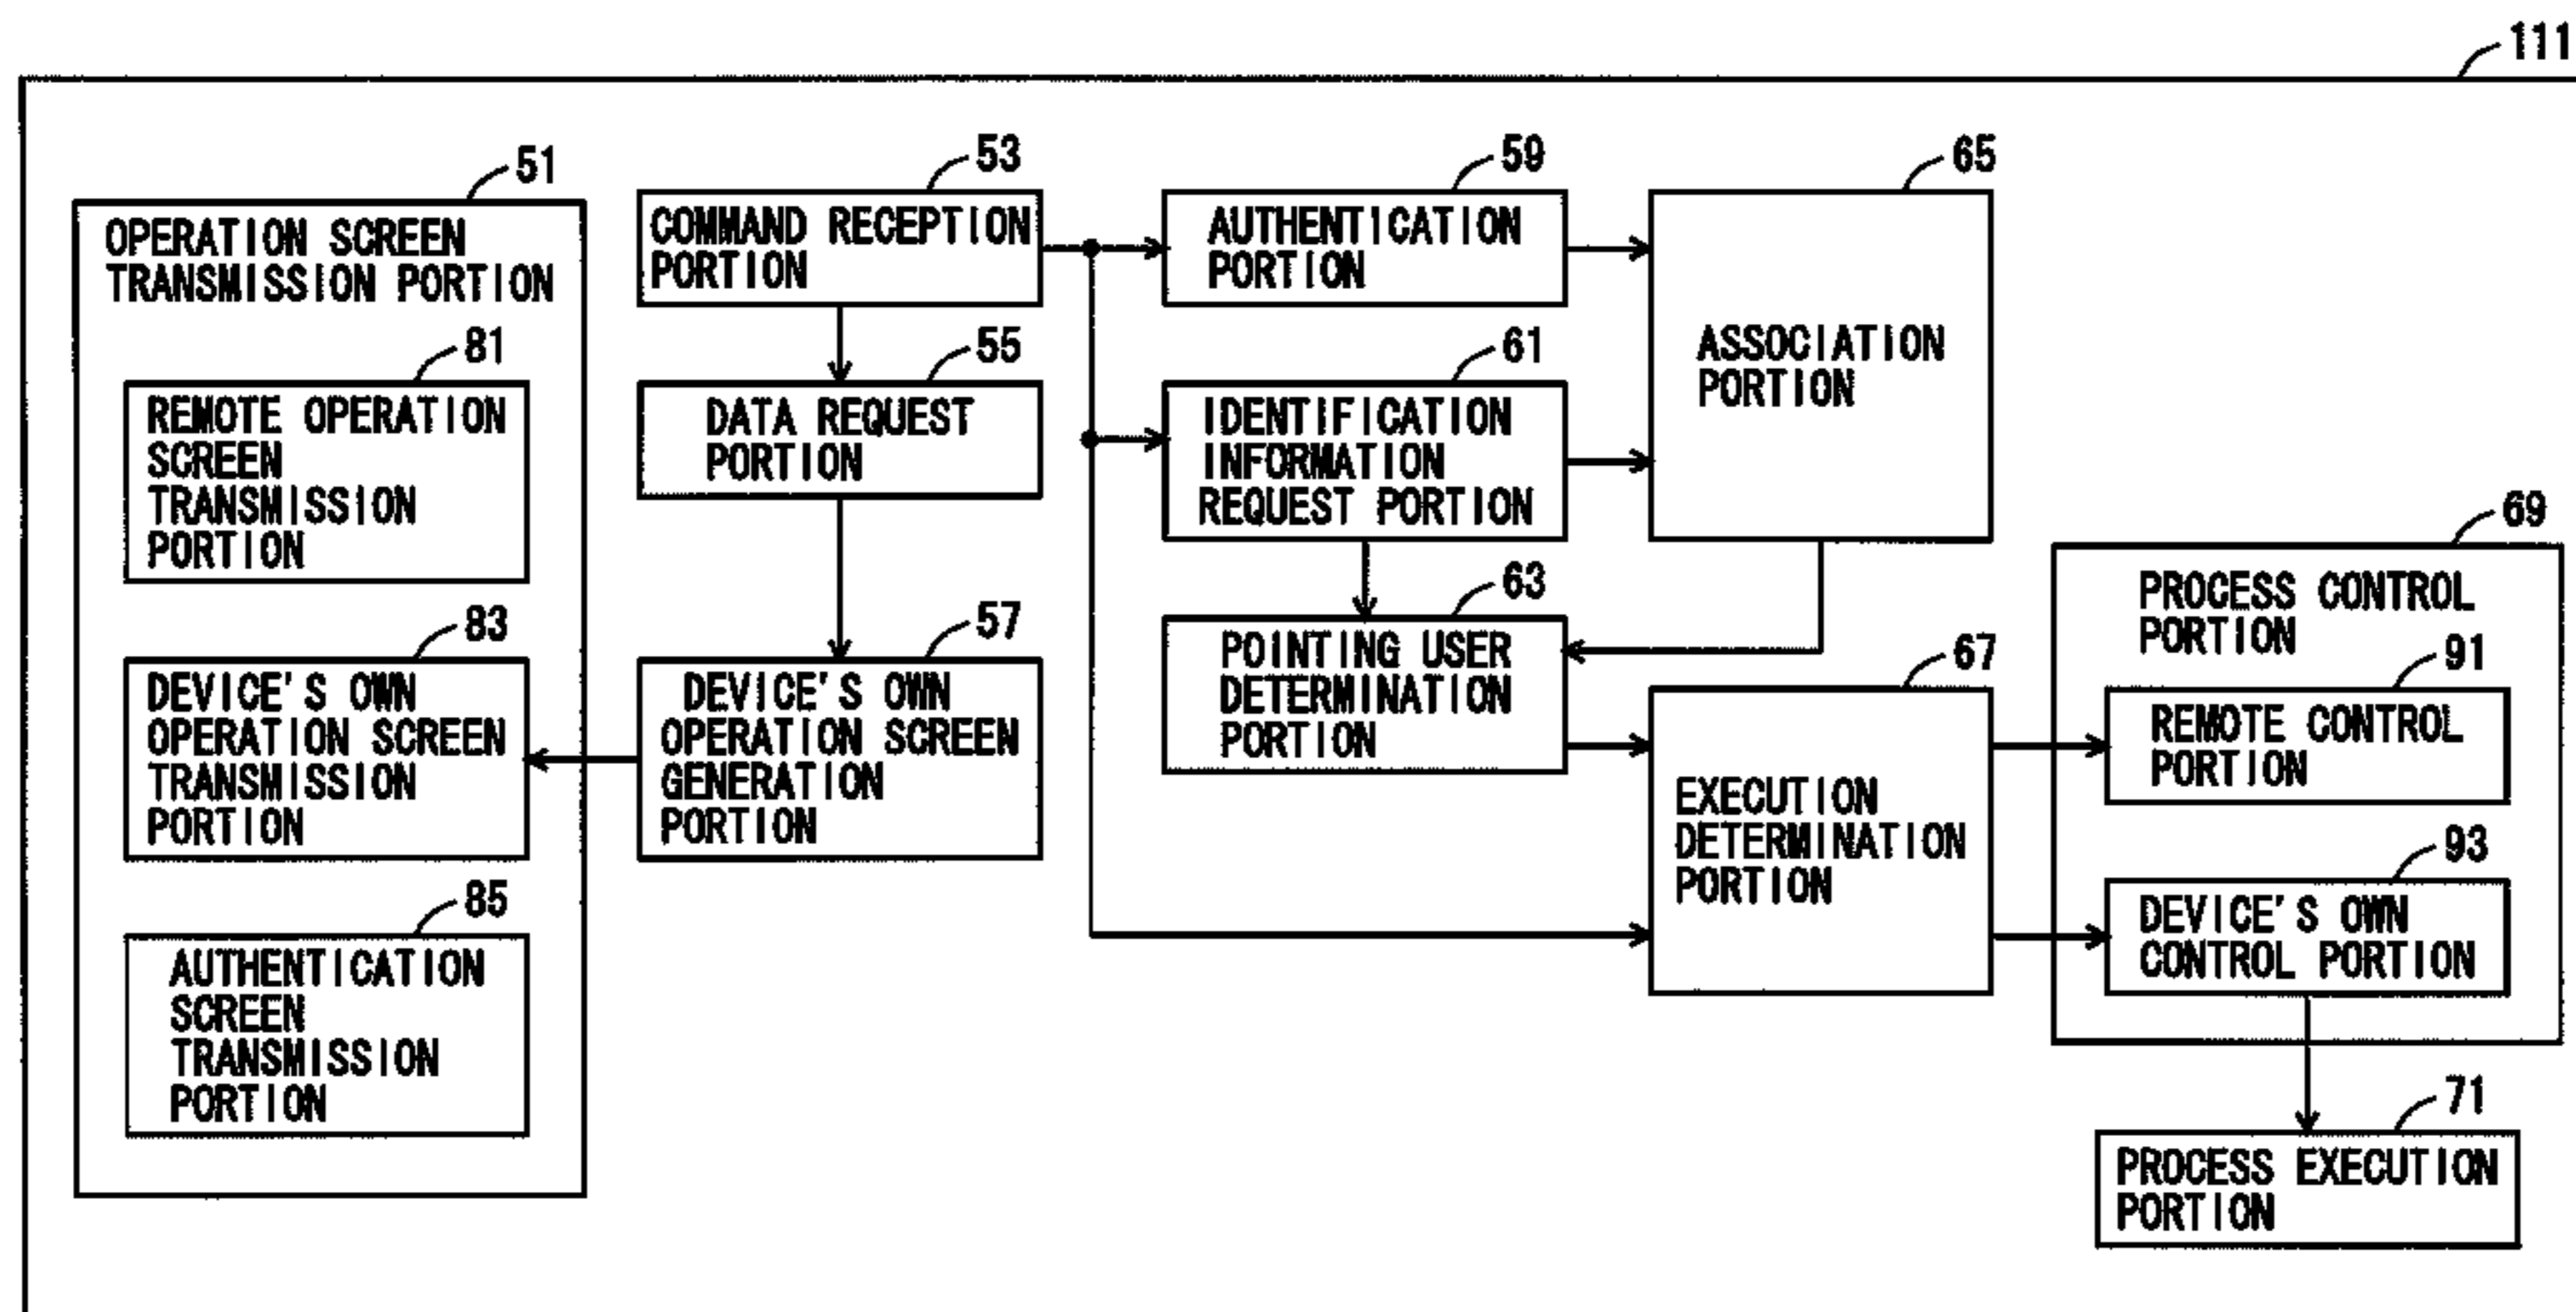 111
51
OPERATION SCREEN
TRANSMISSION PORTION
81
REMOTE OPERATION
SCREEN
TRANSMISSION
PORTION
83
DEVICE'S OWN
OPERATION SCREEN
TRANSMISSION
PORTION
85
AUTHENTICATION
SCREEN
TRANSMISSION
PORTION
53
COMMAND RECEPTION
PORTION
55
DATA REQUEST
PORTION
57
DEVICE'S OWN
OPERATION SCREEN
GENERATION
PORTION
59
AUTHENTICATION
PORTION
61
IDENTIFICATION
INFORMATION
REQUEST PORTION
63
POINTING USER
DETERMINATION
PORTION
65
ASSOCIATION
PORTION
67
EXECUTION
DETERMINATION
PORTION
69
PROCESS CONTROL
PORTION
91
REMOTE CONTROL
PORTION
93
DEVICE'S OWN
CONTROL PORTION
71
PROCESS EXECUTION
PORTION